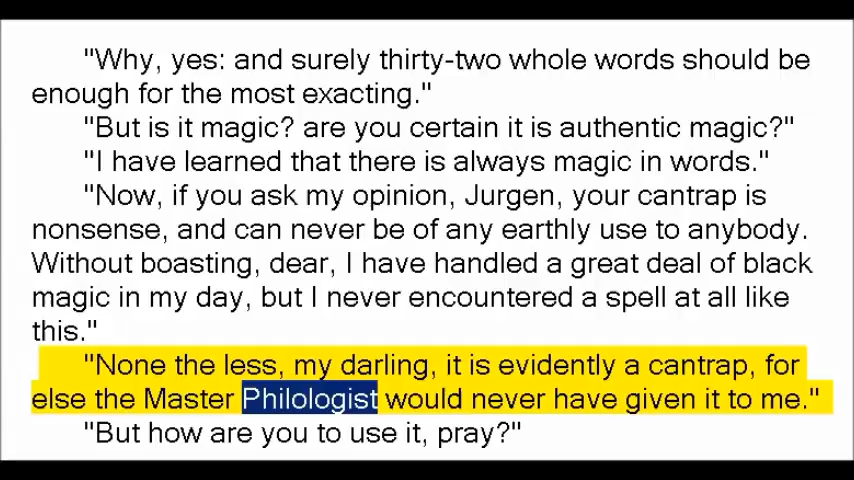 "Why, yes: and surely thirty-two whole words should be
enough for the most exacting."
"But is it magic? are you certain it is authentic magic?"
"I have learned that there is always magic in words."
"Now, if you ask my opinion, Jurgen, your cantrap is
nonsense, and can never be of any earthly use to anybody.
Without boasting, dear, I have handled a great deal of black
magic in my day, but I never encountered a spell at all like
this."
"None the less, my darling, it is evidently a cantrap, for
else the Master Philologist would never have given it to me."
"But how are you to use it, pray?"